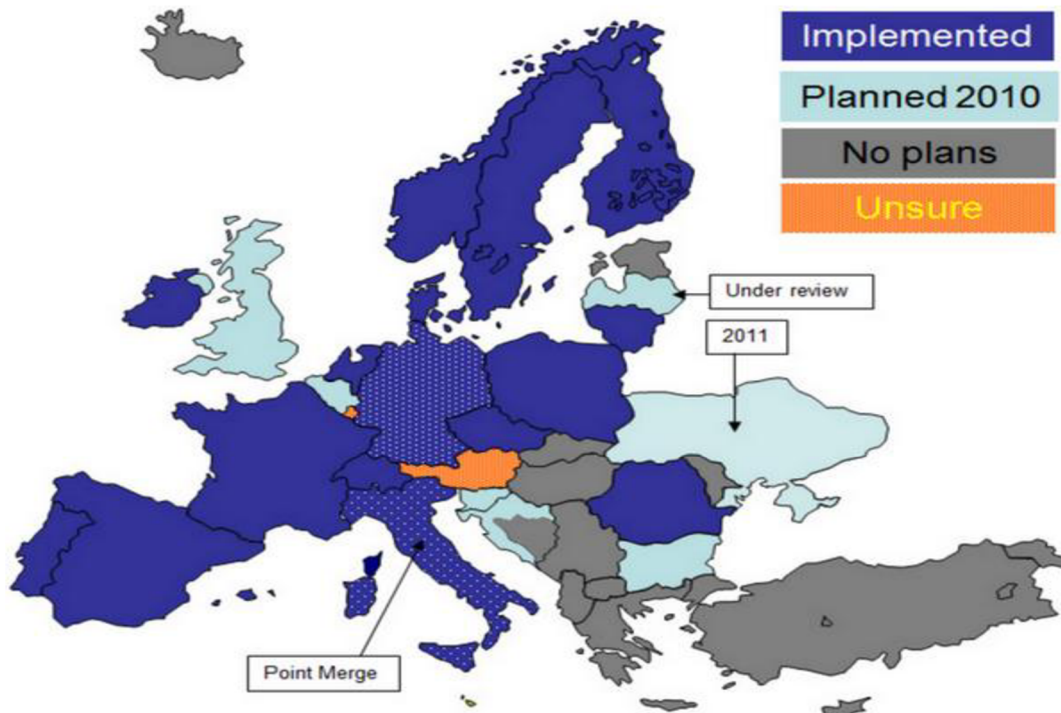 Implemented
Planned 2010
No plans
Unsure
Under review
2011
Point Merge